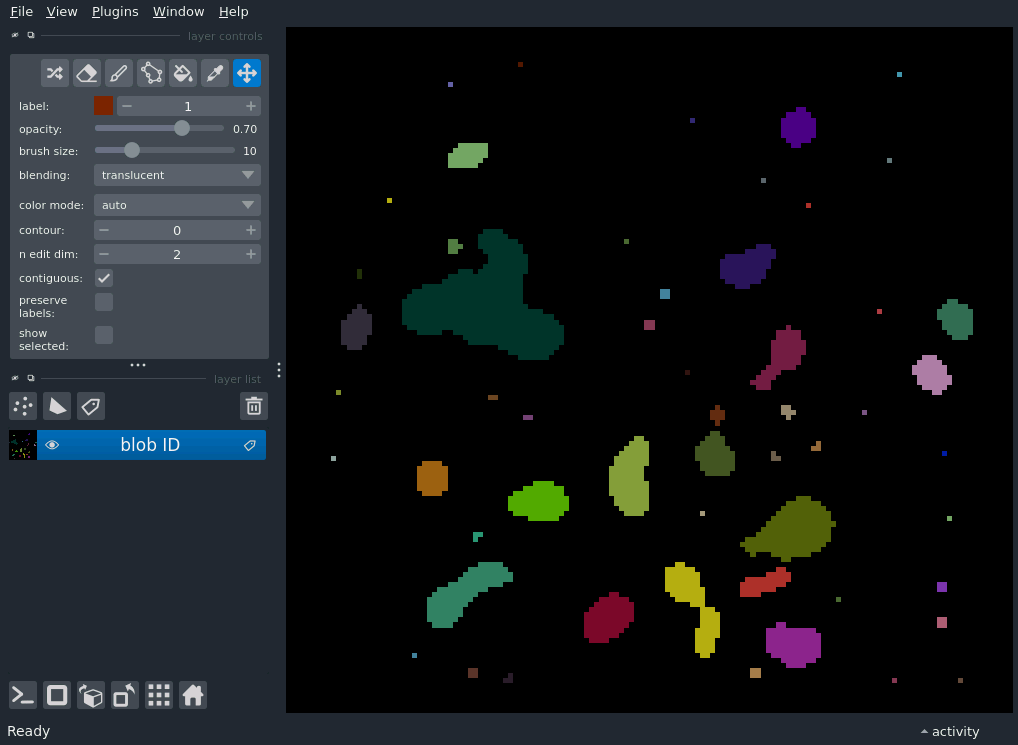 File View Plugins Window Help
layer controls
label: 1
opacity: 0.70
brush size: 10
blending: translucent
color mode: auto
contour: 0
n edit dim: 2
contiguous:
preserve
labels:
show
selected:
layer list
blob ID
Ready
activity